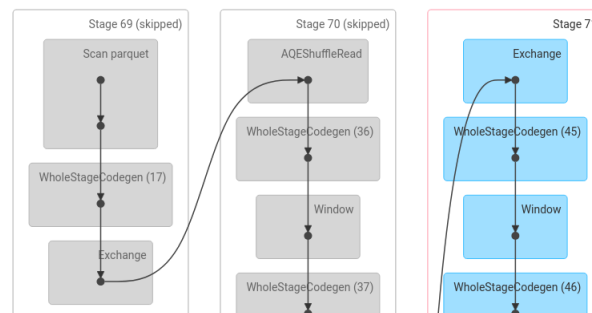 Stage 69 (skipped)
Scan parquet
WholeStageCodegen (17)
Exchange
Stage 70 (skipped)
AQEShuffleRead
WholeStageCodegen (36)
Window
WholeStageCodegen (37)
Stage 7
Exchange
WholeStageCodegen (45)
Window
WholeStageCodegen (46)